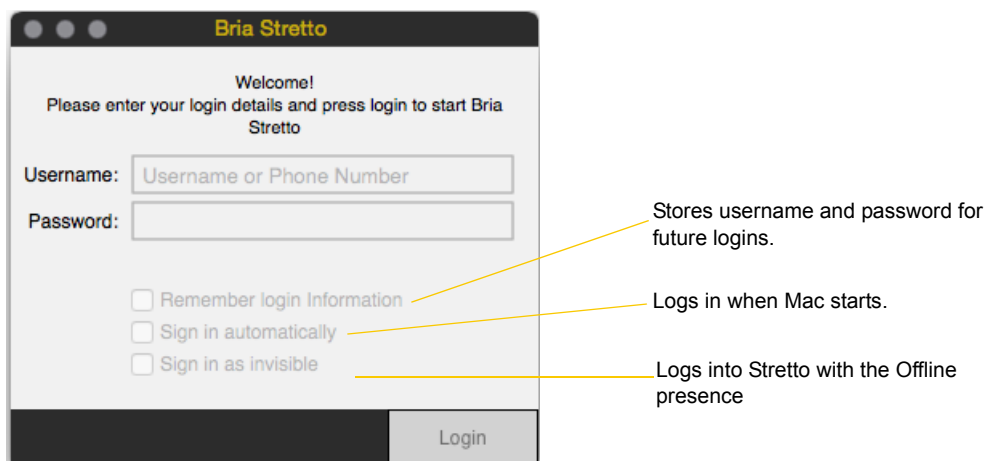 Bria Stretto
Welcome!
Please enter your login details and press login to start Bria
Stretto
Username: Username or Phone Number
Password:
Stores username and password for
future logins.
Remember login Information
Logs in when Mac starts.
Sign in automatically
Sign in as invisible
Logs into Stretto with the Offline
presence
Login